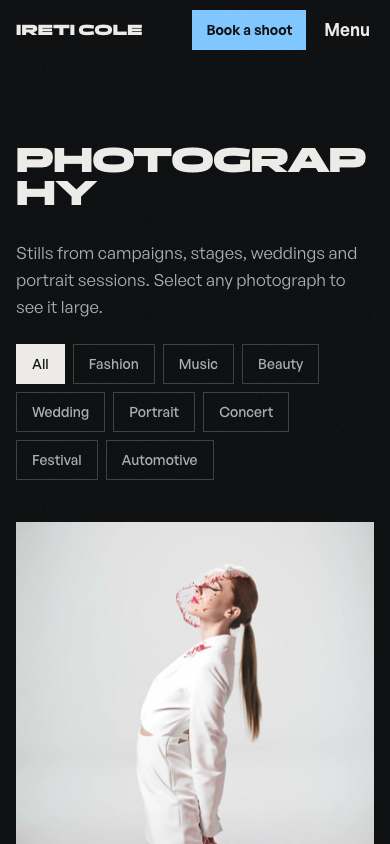 IRETI COLE
Book a shoot
Menu
PHOTOGRAP
HY
Stills from campaigns, stages, weddings and
portrait sessions. Select any photograph to
see it large.
All
Fashion
Music
Beauty
Wedding
Portrait
Concert
Festival
Automotive